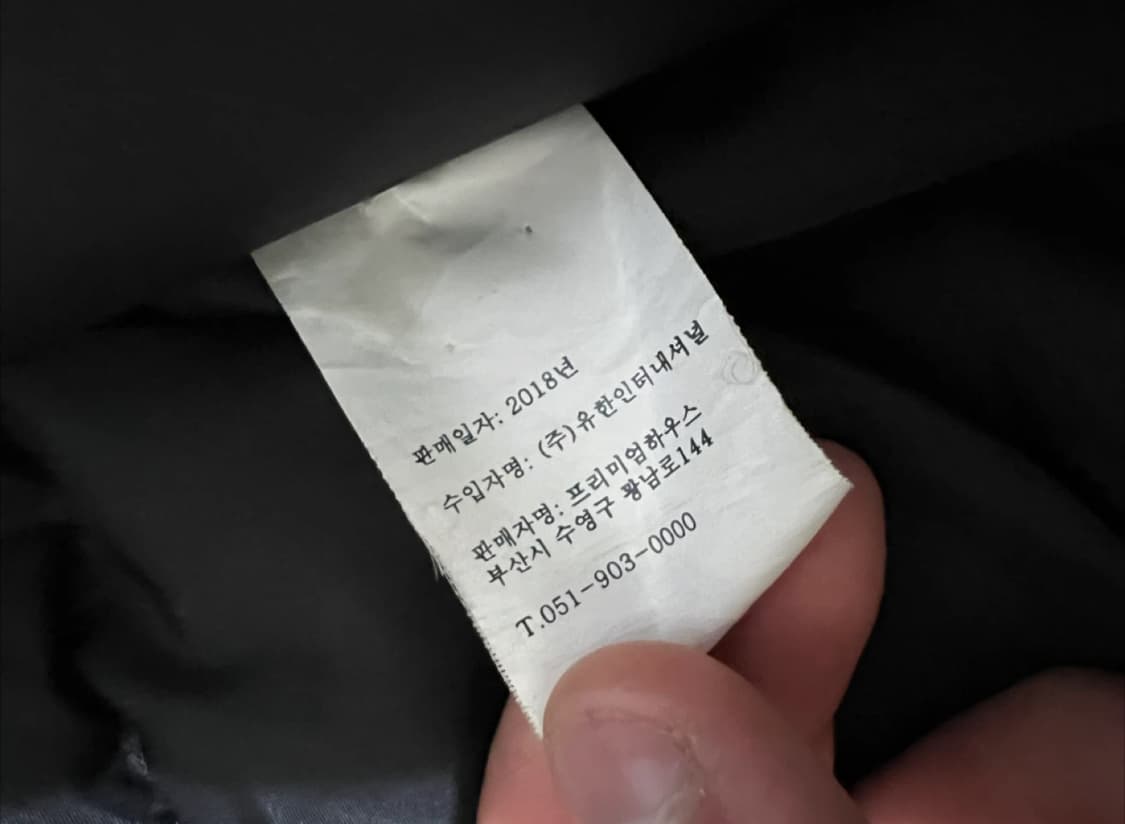 판매일자: 2018년
수입자명: (주)유한인터내셔널
판매자명: 프리미엄하우스
부산시 수영구 광남로144
T.051-903-0000